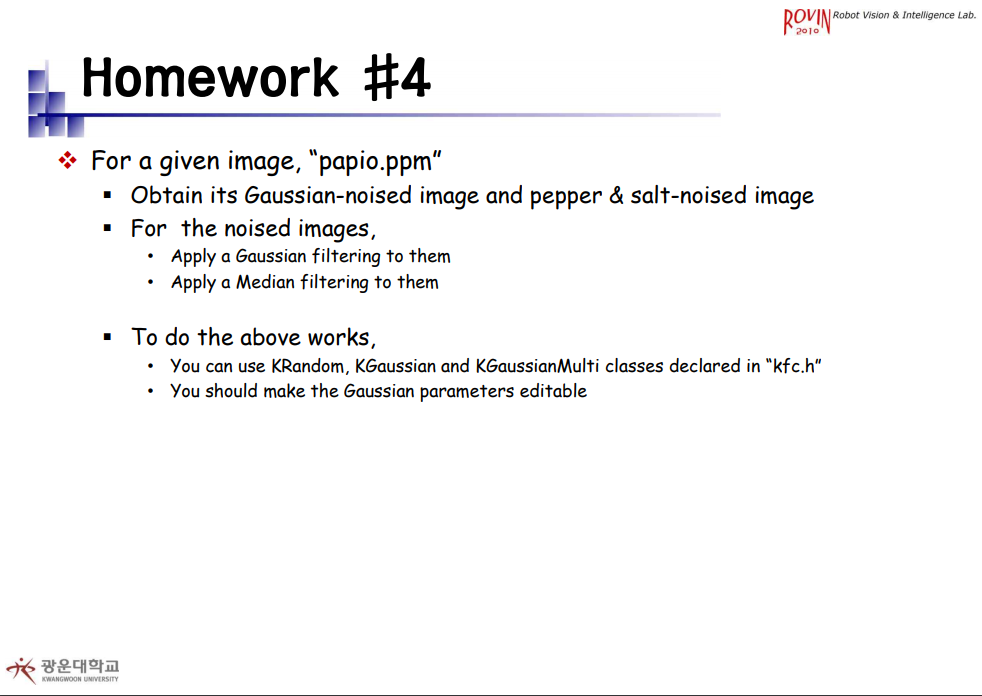 ROVIN
2010
Robot Vision & Intelligence Lab.
Homework #4
For a given image, “papio.ppm”
Obtain its Gaussian-noised image and pepper & salt-noised image
For the noised images,
• Apply a Gaussian filtering to them
• Apply a Median filtering to them
To do the above works,
• You can use KRandom, KGaussian and KGaussianMulti classes declared in “kfc.h”
• You should make the Gaussian parameters editable
광운대학교
KWANGWOON UNIVERSITY